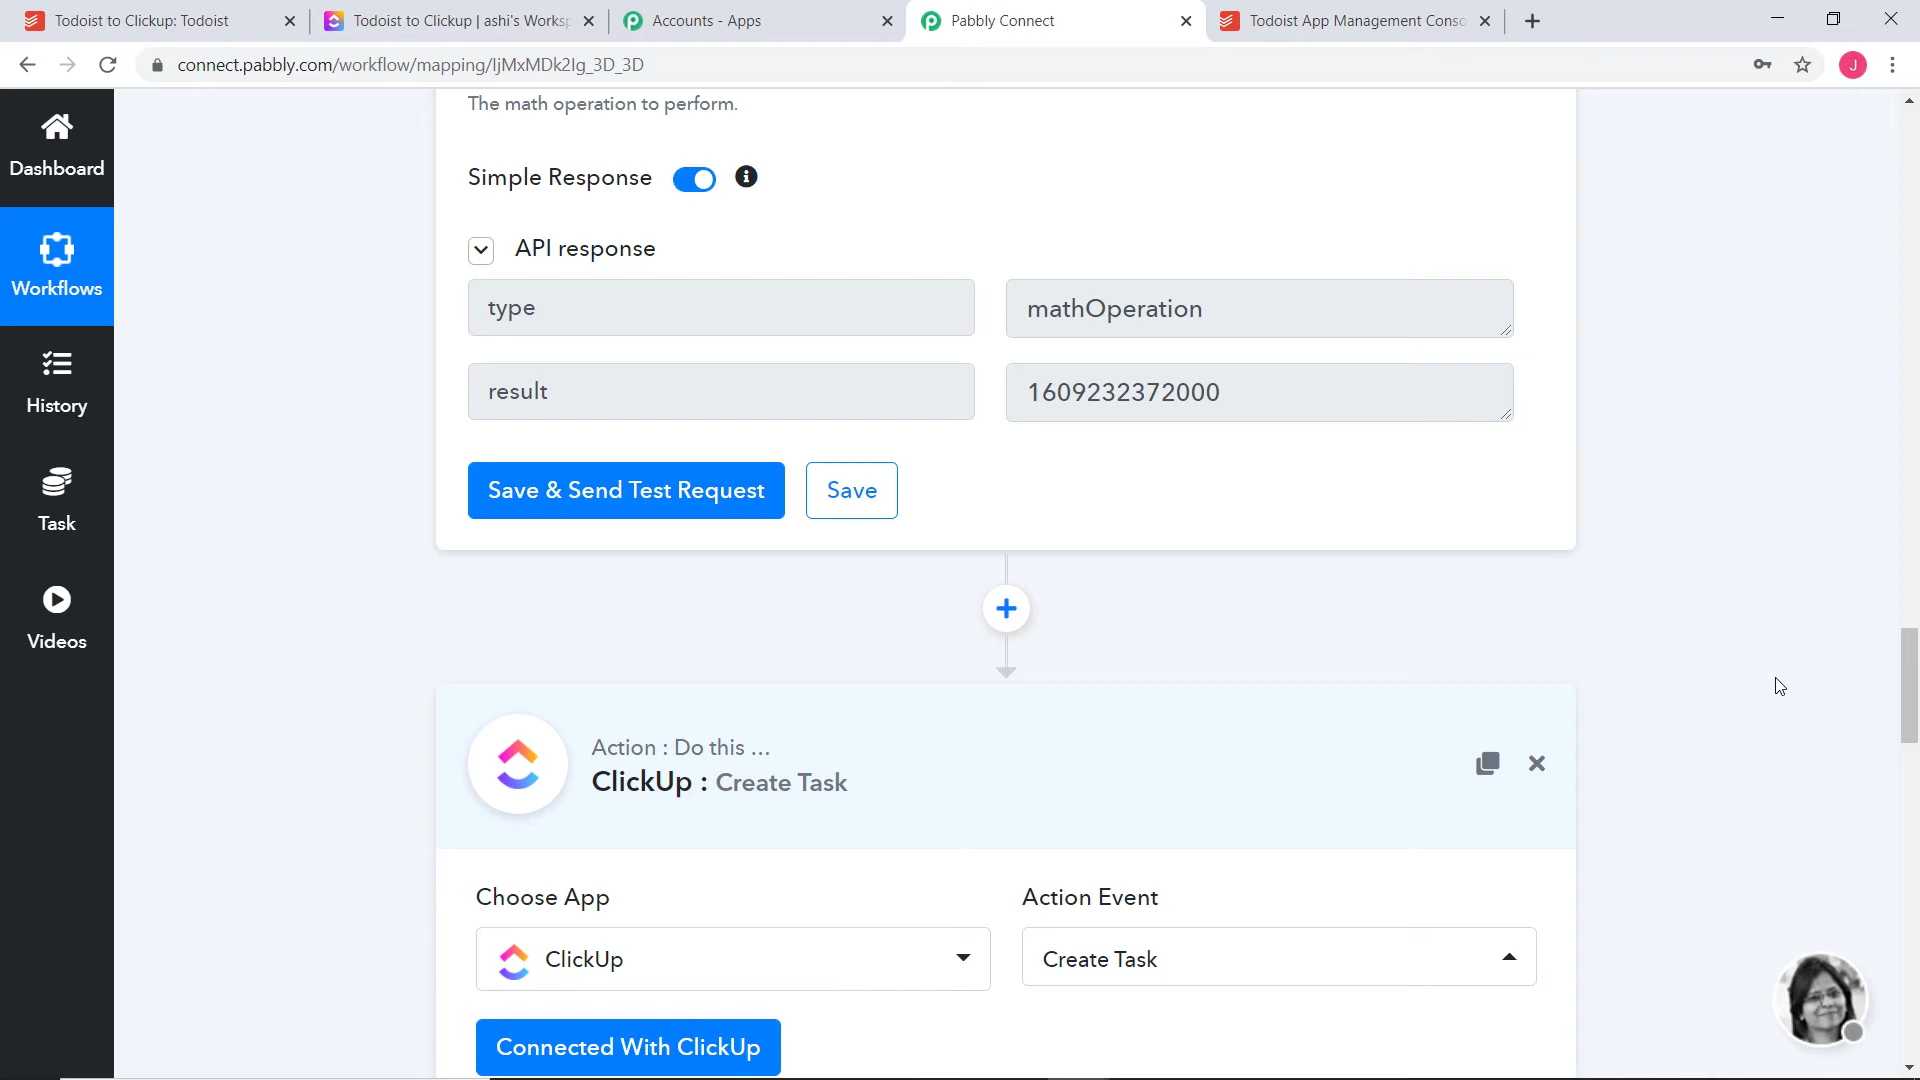 Todoist to Clickup: Todoist
Todoist to Clickup | ashi's Worksp
Accounts - Apps
Pabbly Connect
Todoist App Management Conso
connect.pabbly.com/workflow/mapping/IjMxMDk2Ig_3D_3D
J
Dashboard
Workflows
History
Task
Videos
The math operation to perform.
Simple Response
API response
type
mathOperation
result
1609232372000
Save & Send Test Request
Save
Action : Do this ...
ClickUp : Create Task
Choose App
Action Event
ClickUp
Create Task
Connected With ClickUp